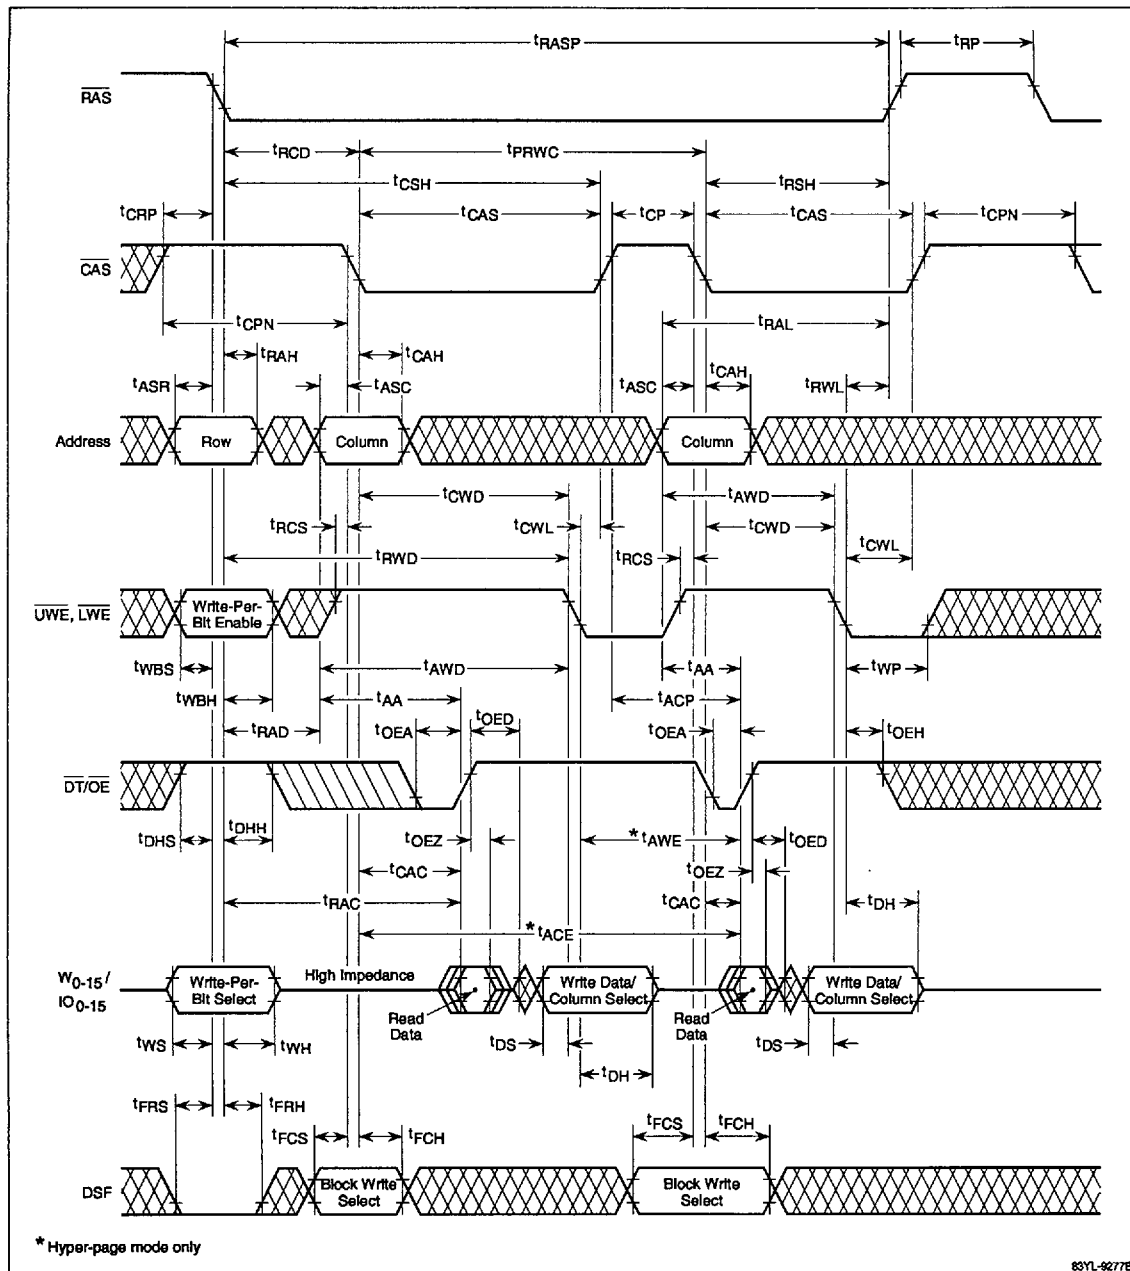 tRASP
tRP
RAS
tRCD
tPRWC
tCSH
tRSH
tCRP
tCAS
tCP
tCAS
tCPN
CAS
tCPN
tRAL
tRAH
tCAH
tASR
tASC
tASC
tCAH
tRWL
Address
Row
Column
Column
tCWD
tAWD
tRCS
tCWL
tCWD
tRWD
tRCS
tCWL
UWE, LWE
Write-Per-
Bit Enable
tWBS
tAWD
tAA
tWP
tWBH
tAA
tACP
tRAD
tOEA
tOED
tOEA
tOEH
DT/OE
tDHS
tDHH
tOEZ
* tAWE
tOED
tCAC
tOEZ
tRAC
tCAC
tDH
* tACE
W0-15 /
IO0-15
Write-Per-
Bit Select
High Impedance
Read
Data
Write Data/
Column Select
Read
Data
Write Data/
Column Select
tWS
tWH
tDS
tDS
tDH
tFRS
tFRH
tFCS
tFCH
tFCS
tFCH
DSF
Block Write
Select
Block Write
Select
* Hyper-page mode only
83YL-9277B